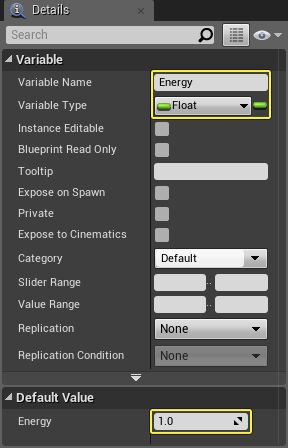 Details
Search
Variable
Variable Name Energy
Variable Type Float
Instance Editable
Blueprint Read Only
Tooltip
Expose on Spawn
Private
Expose to Cinematics
Category Default
Slider Range ..
Value Range ..
Replication None
Replication Condition None
Default Value
Energy 1.0